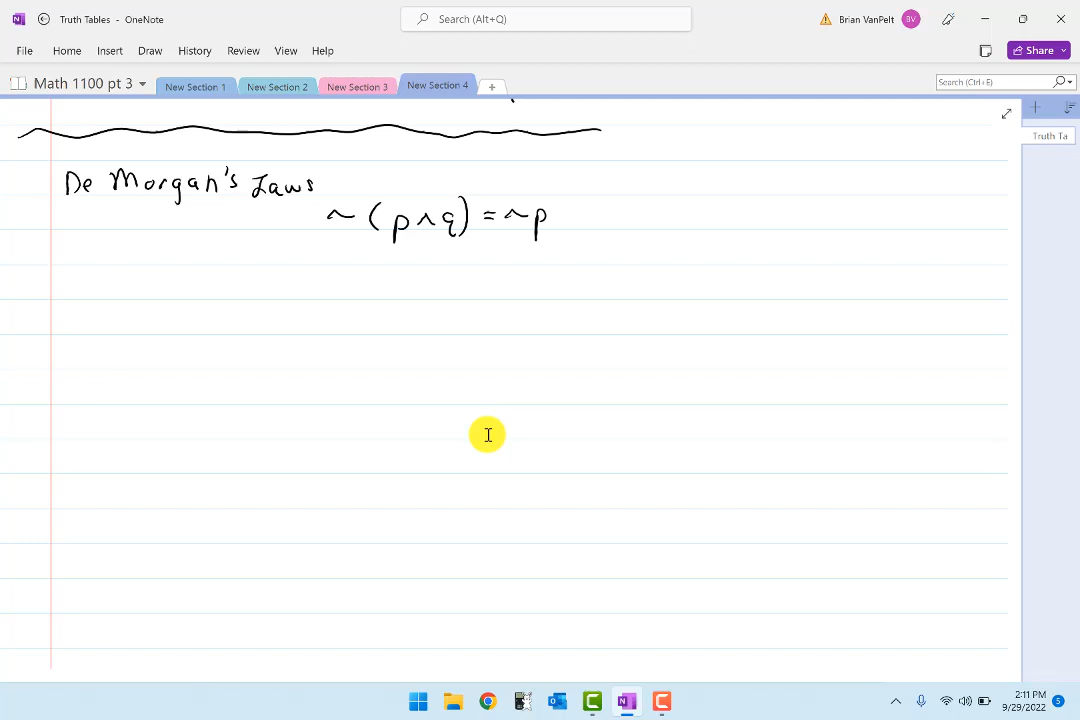 Truth Tables - OneNote
Search (Alt+Q)
Brian VanPelt
BV
File Home Insert Draw History Review View Help
Share
Math 1100 pt 3
New Section 1
New Section 2
New Section 3
New Section 4
+
Search (Ctrl+E)
Truth Ta
De Morgan's Laws
~ (p ∧ q) = ~p
2:11 PM
9/29/2022
5